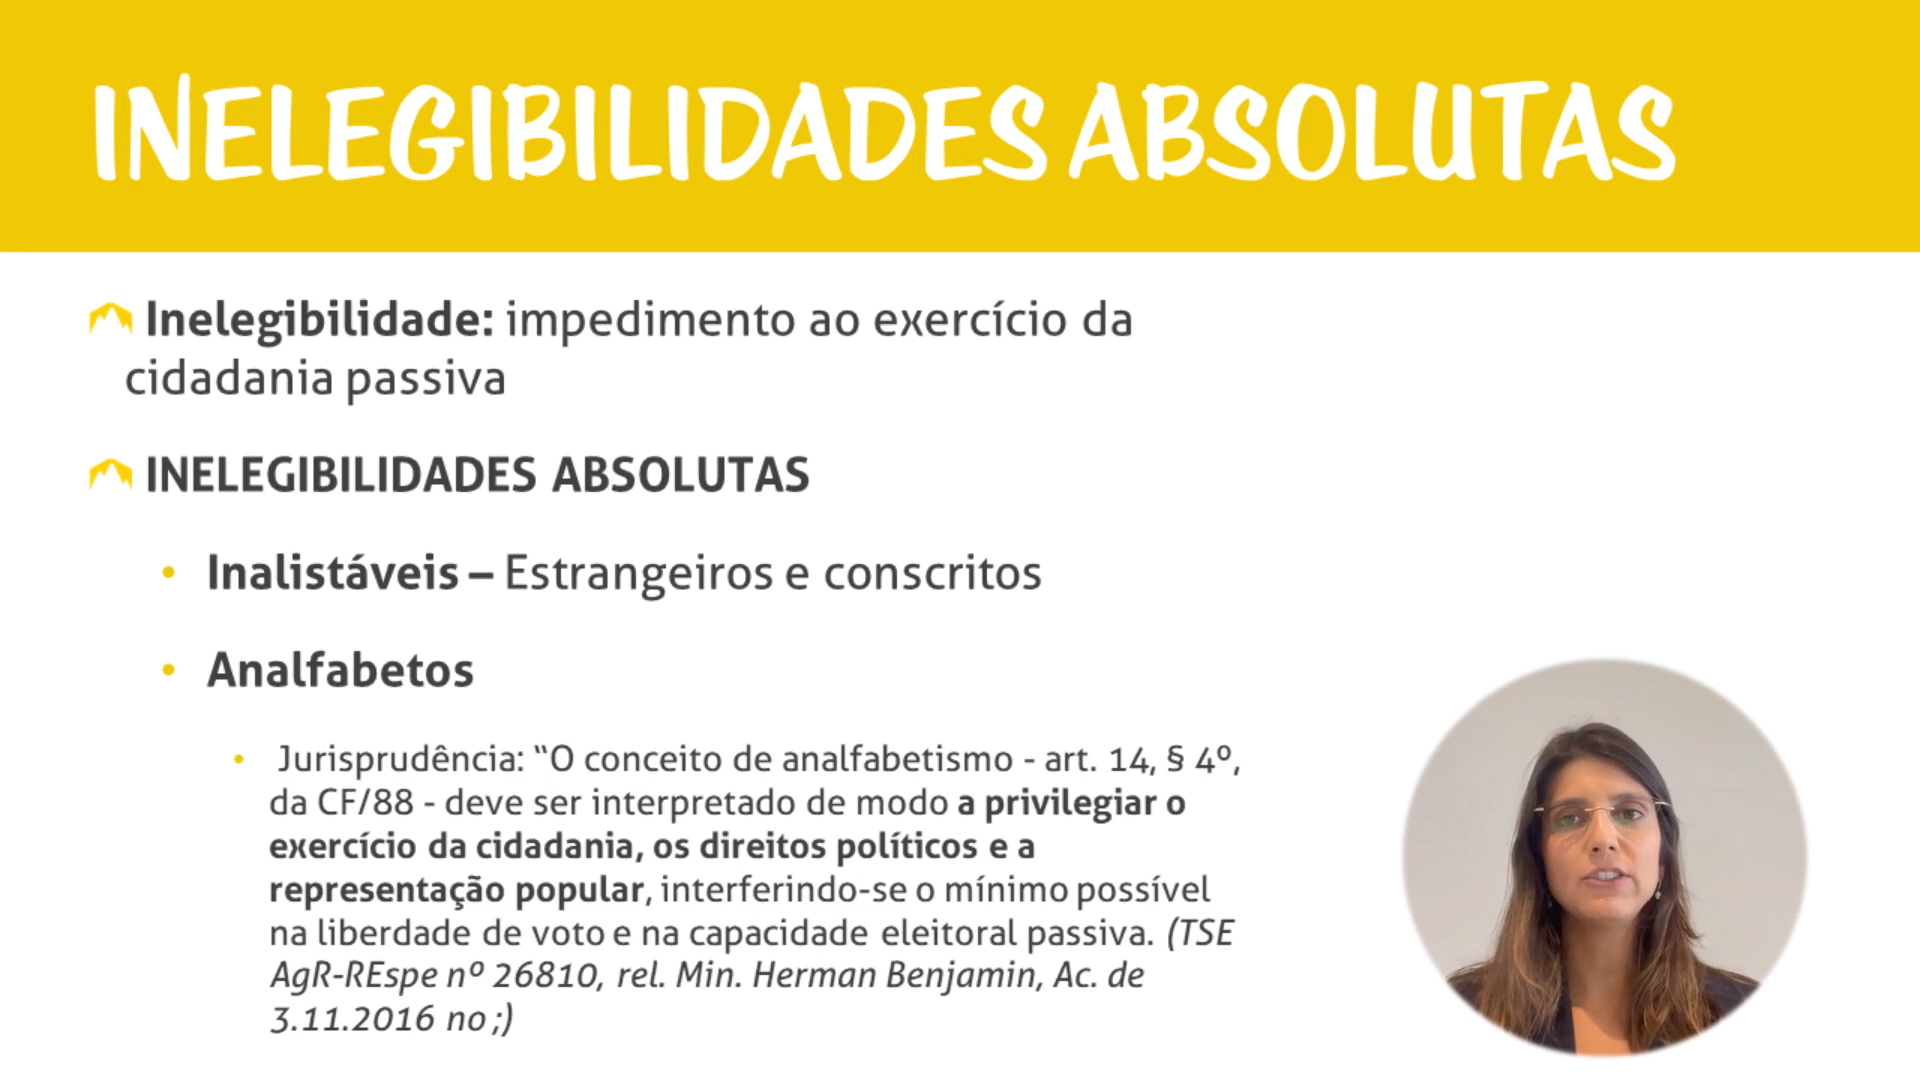 INELEGIBILIDADES ABSOLUTAS
Inelegibilidade: impedimento ao exercício da
cidadania passiva
INELEGIBILIDADES ABSOLUTAS
• Inalistáveis – Estrangeiros e conscritos
• Analfabetos
• Jurisprudência: “O conceito de analfabetismo - art. 14, § 4º,
da CF/88 - deve ser interpretado de modo a privilegiar o
exercício da cidadania, os direitos políticos e a
representação popular, interferindo-se o mínimo possível
na liberdade de voto e na capacidade eleitoral passiva. (TSE
AgR-REspe nº 26810, rel. Min. Herman Benjamin, Ac. de
3.11.2016 no ;)